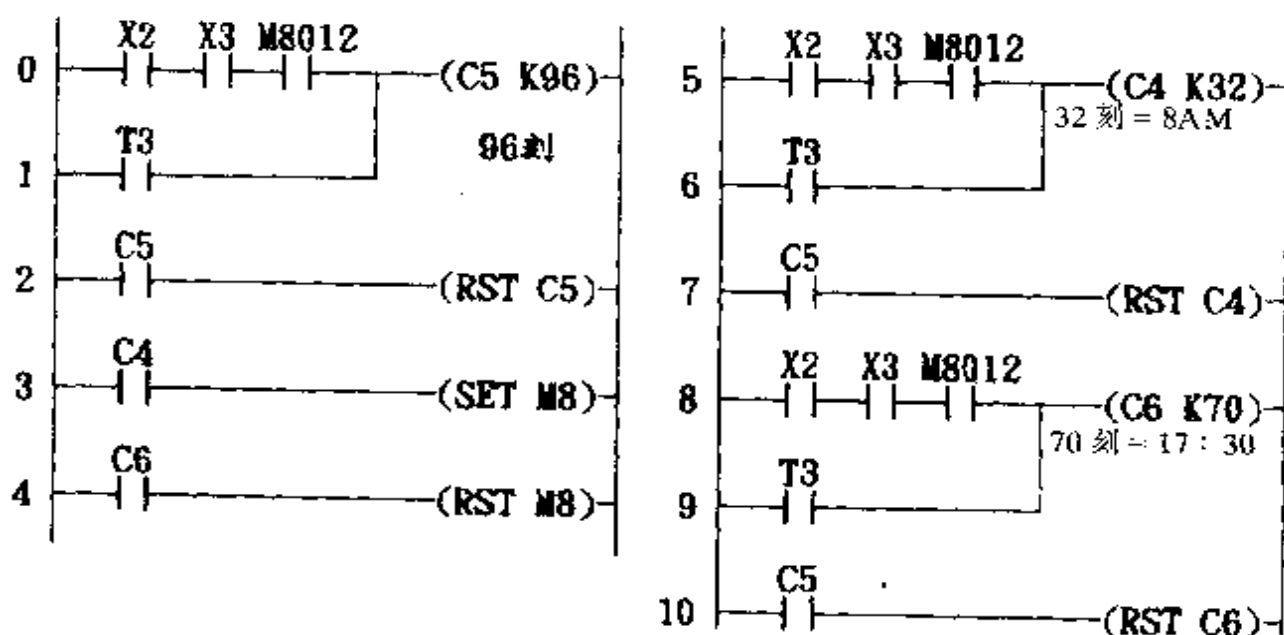 X2 X3 M8012
0 (C5 K96)
96刻
T3
1
C5
2 (RST C5)
C4
3 (SET M8)
C6
4 (RST M8)
X2 X3 M8012
5 (C4 K32)
32 刻 = 8AM
T3
6
C5
7 (RST C4)
X2 X3 M8012
8 (C6 K70)
70 刻 = 17：30
T3
9
C5
10 (RST C6)